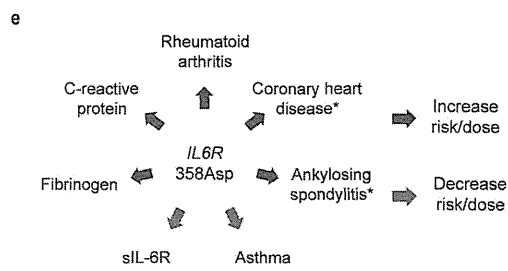 e
Rheumatoid
arthritis
C-reactive
protein
Coronary heart
disease*
Increase
risk/dose
IL6R
358Asp
Fibrinogen
Ankylosing
spondylitis*
Decrease
risk/dose
sIL-6R
Asthma